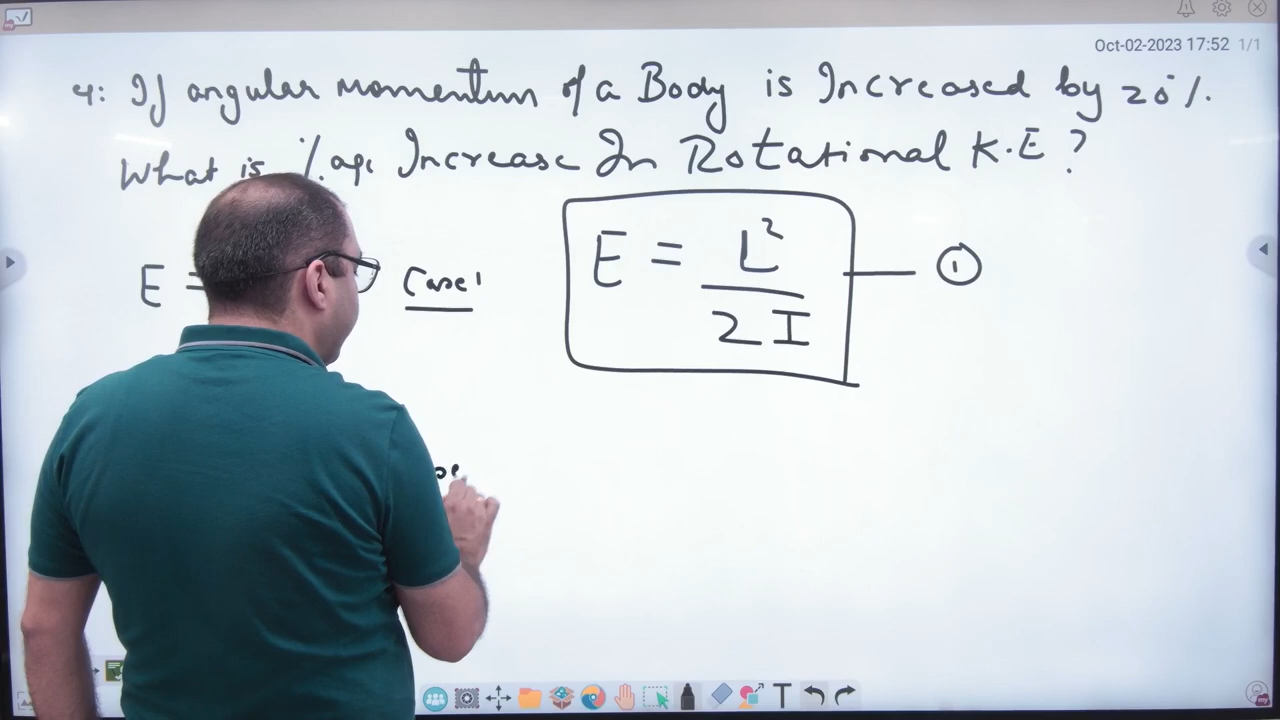 Oct-02-2023 17:52 1/1
4: If angular momentum of a Body is Increased by 20%.
What is %age Increase In Rotational K.E ?
E =
Case 1
E = L²
2 I
①
T